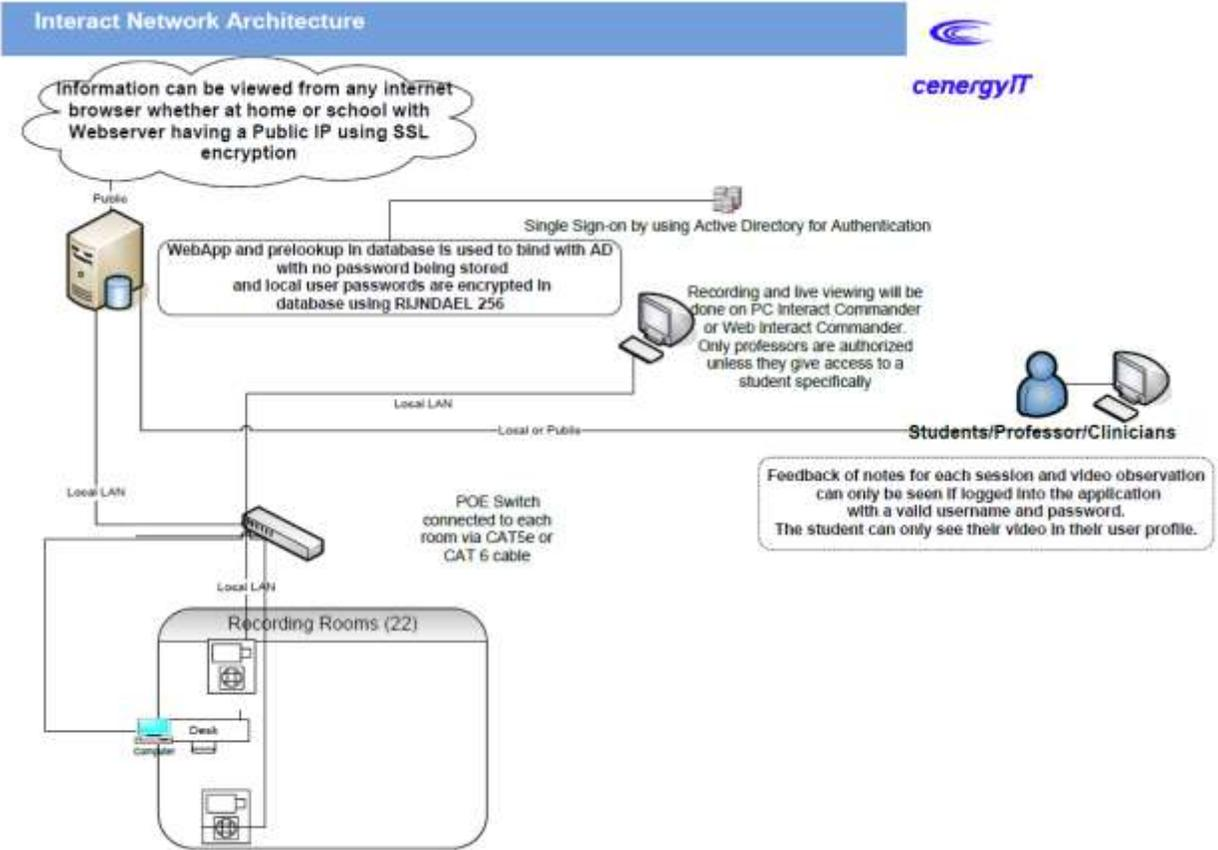 Interact Network Architecture
cenergyIT
Information can be viewed from any internet
browser whether at home or school with
Webserver having a Public IP using SSL
encryption
Public
Single Sign-on by using Active Directory for Authentication
WebApp and prelookup in database is used to bind with AD
with no password being stored
and local user passwords are encrypted in
database using RIJNDAEL 256
Recording and live viewing will be
done on PC Interact Commander
or Web Interact Commander.
Only professors are authorized
unless they give access to a
student specifically
Local LAN
Local or Public
Students/Professor/Clinicians
Feedback of notes for each session and video observation
can only be seen if logged into the application
with a valid username and password.
The student can only see their video in their user profile.
Local LAN
POE Switch
connected to each
room via CAT5e or
CAT 6 cable
Local LAN
Recording Rooms (22)
Desk
Computer